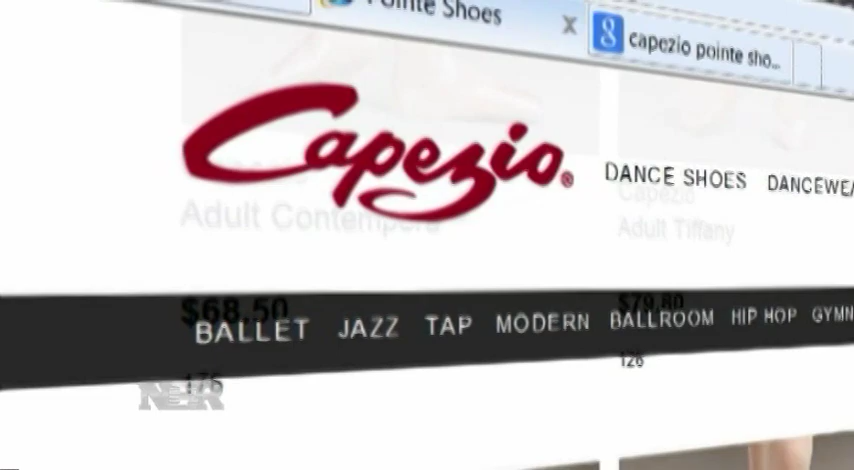 Pointe Shoes
capezio pointe sho...
Capezio®
DANCE SHOES DANCEWEA
Capezio
Adult Contempora
Adult Tiffany
$68.50
$79.80
BALLET JAZZ TAP MODERN BALLROOM HIP HOP GYMN
176
126